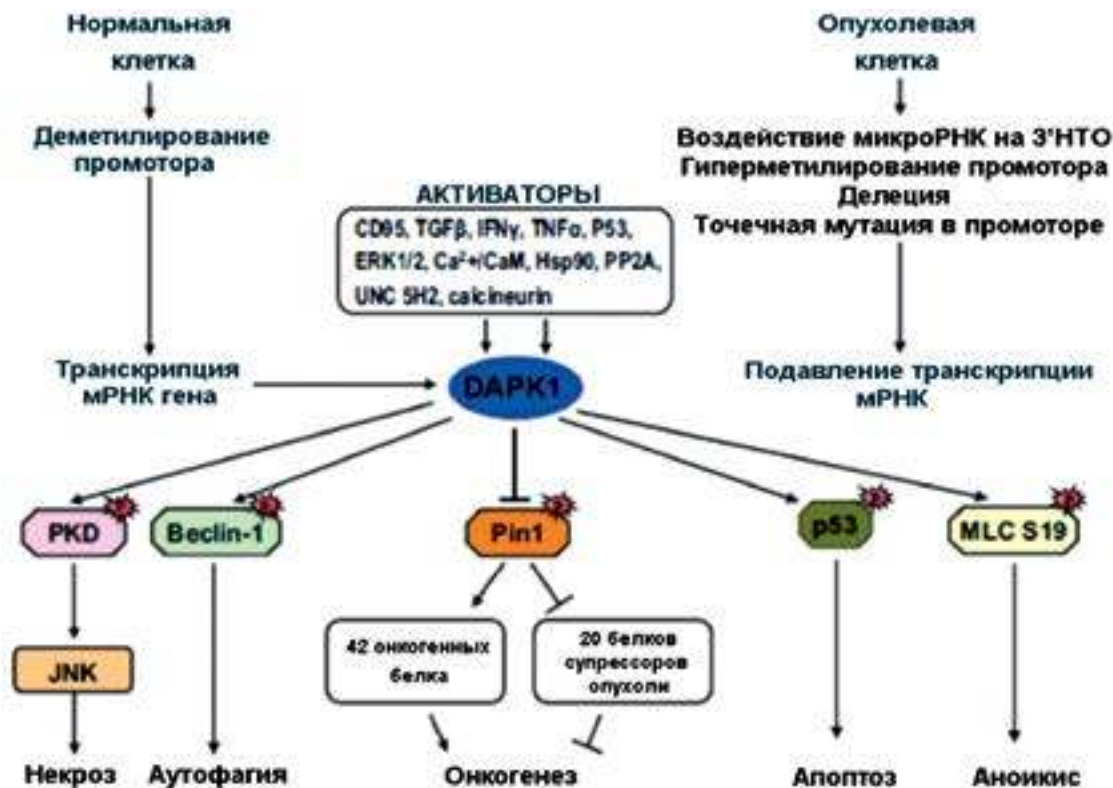 Нормальная
клетка
Деметилирование
промотора
Транскрипция
мРНК гена
Опухолевая
клетка
Воздействие микроРНК на 3'НТО
Гиперметилирование промотора
Делеция
Точечная мутация в промоторе
Подавление транскрипции
мРНК
АКТИВАТОРЫ
CD95, TGFβ, IFNγ, TNFα, P53,
ERK1/2, Ca²+/CaM, Hsp90, PP2A,
UNC 5H2, calcineurin
DAPK1
PKD
Beclin-1
Pin1
p53
MLC S19
JNK
42 онкогенных
белка
20 белков
супрессоров
опухоли
Некроз
Аутофагия
Онкогенез
Апоптоз
Аноикис